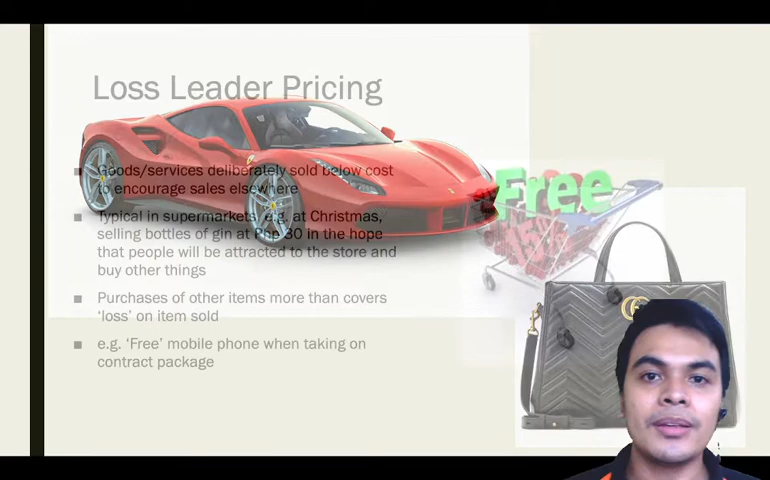 Loss Leader Pricing
■ Goods/services deliberately sold below cost
to encourage sales elsewhere
■ Typical in supermarkets, e.g. at Christmas,
selling bottles of gin at Php 30 in the hope
that people will be attracted to the store and
buy other things
■ Purchases of other items more than covers
‘loss’ on item sold
■ e.g. ‘Free’ mobile phone when taking on
contract package
Free